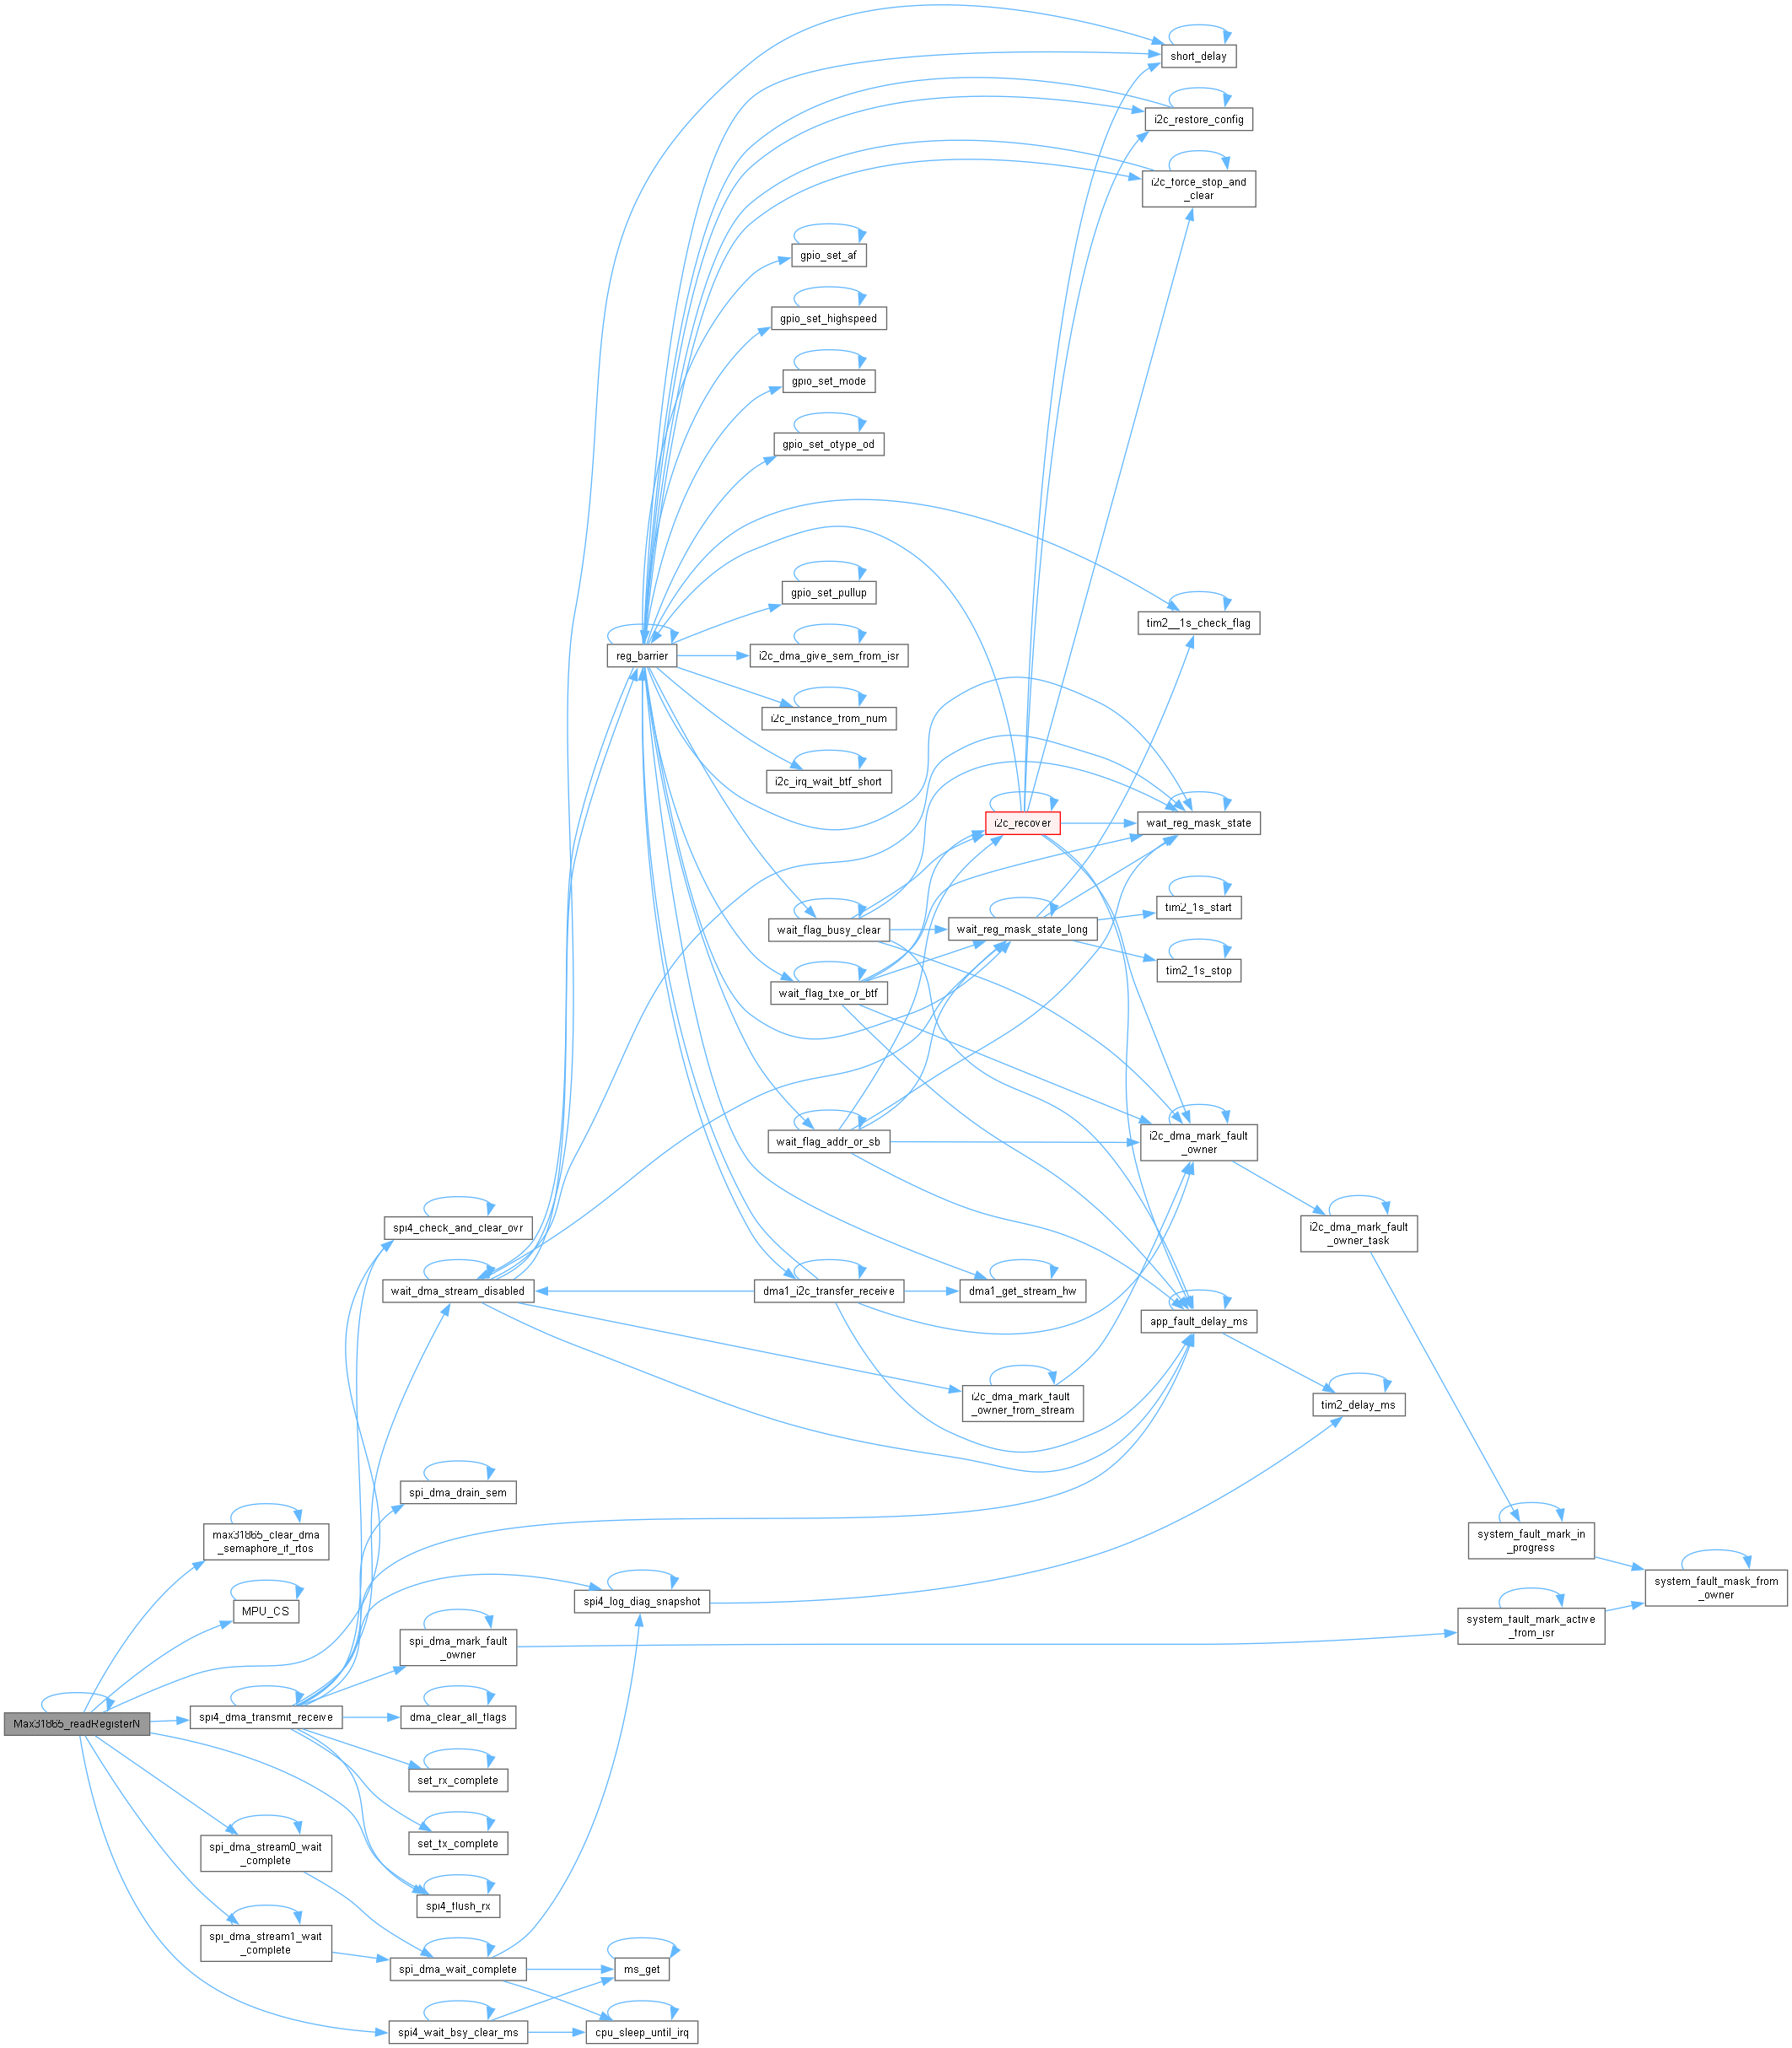 short_delay
i2c_restore_config
i2c_force_stop_and
_clear
gpio_set_af
gpio_set_highspeed
gpio_set_mode
gpio_set_otype_od
gpio_set_pullup
tim2__1s_check_flag
reg_barrier
i2c_dma_give_sem_from_isr
i2c_instance_from_num
i2c_irq_wait_btf_short
i2c_recover
wait_reg_mask_state
tim2_1s_start
wait_flag_busy_clear
wait_reg_mask_state_long
tim2_1s_stop
wait_flag_txe_or_btf
wait_flag_addr_or_sb
i2c_dma_mark_fault
_owner
i2c_dma_mark_fault
_owner_task
spi4_check_and_clear_ovr
wait_dma_stream_disabled
dma1_i2c_transfer_receive
dma1_get_stream_hw
app_fault_delay_ms
i2c_dma_mark_fault
_owner_from_stream
tim2_delay_ms
spi_dma_drain_sem
max31865_clear_dma
_semaphore_if_rtos
system_fault_mark_in
_progress
MPU_CS
spi4_log_diag_snapshot
system_fault_mask_from
_owner
spi_dma_mark_fault
_owner
system_fault_mark_active
_from_isr
Max31865_readRegisterN
spi4_dma_transmit_receive
dma_clear_all_flags
set_rx_complete
set_tx_complete
spi_dma_stream0_wait
_complete
spi4_flush_rx
spi_dma_stream1_wait
_complete
spi_dma_wait_complete
ms_get
spi4_wait_bsy_clear_ms
cpu_sleep_until_irq